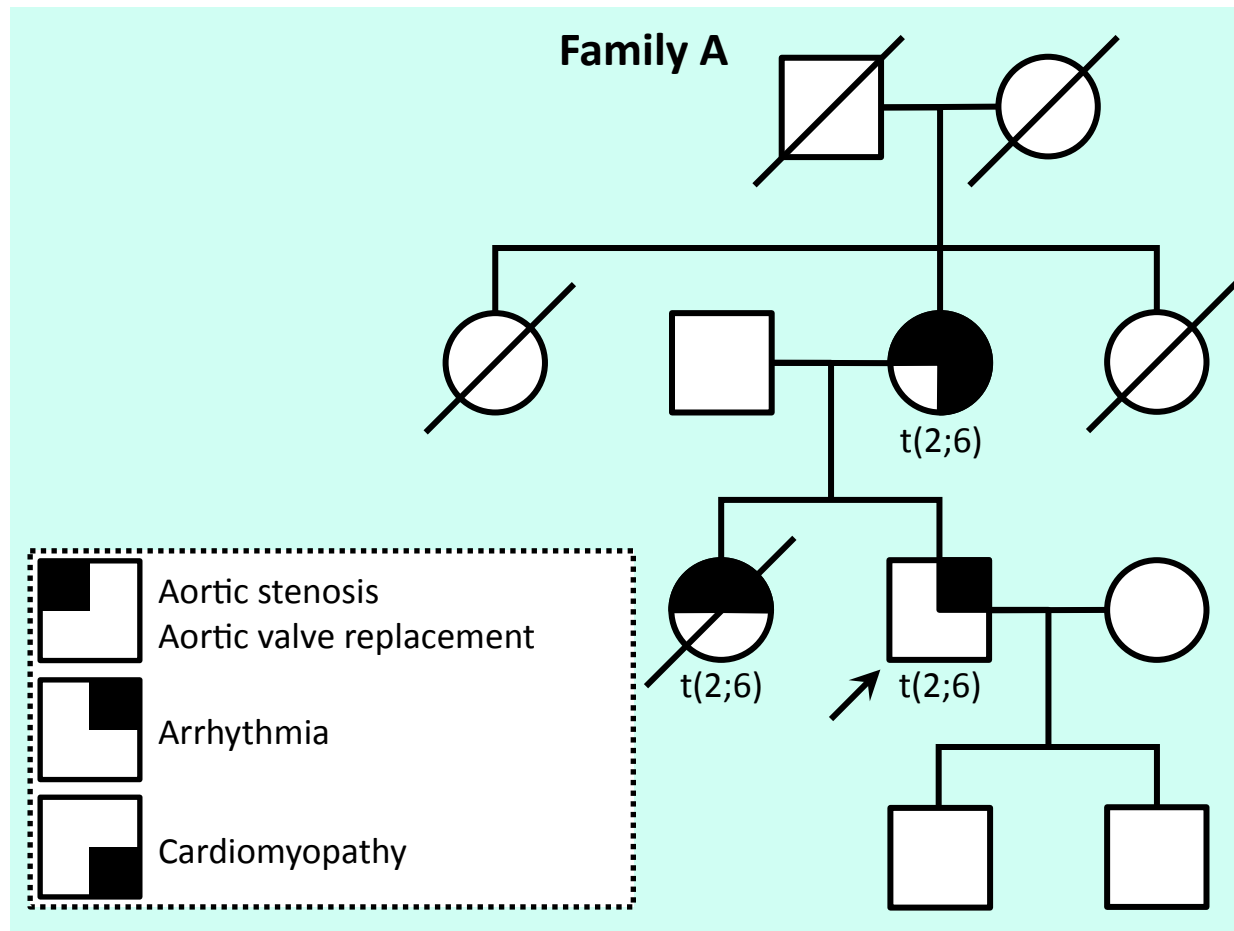 Family A
t(2;6)
t(2;6)
t(2;6)
Aortic stenosis
Aortic valve replacement
Arrhythmia
Cardiomyopathy